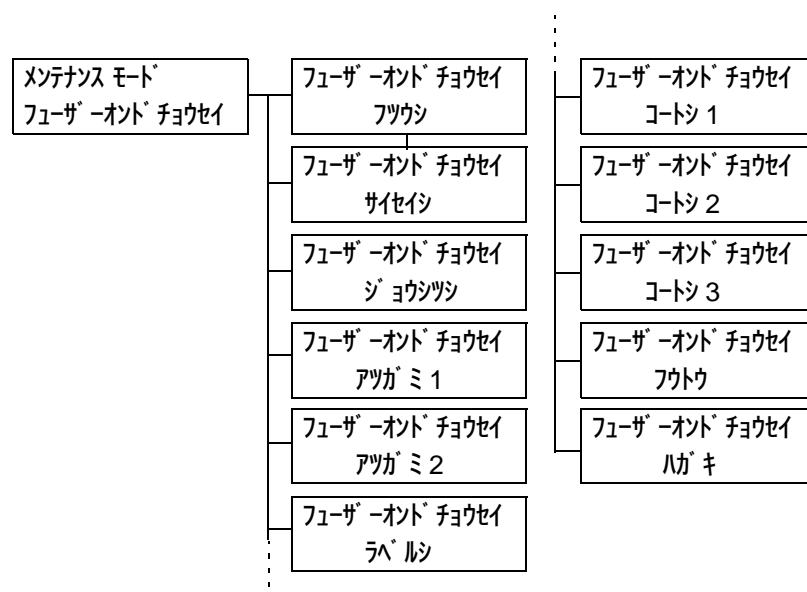 ﾒﾝﾃﾅﾝｽ ﾓｰﾄﾞ
ﾌｭｰｻﾞｰｵﾝﾄﾞﾁｮｳｾｲ
ﾌｭｰｻﾞｰｵﾝﾄﾞﾁｮｳｾｲ
ﾌﾂｳｼ
ﾌｭｰｻﾞｰｵﾝﾄﾞﾁｮｳｾｲ
ｻｲｾｲｼ
ﾌｭｰｻﾞｰｵﾝﾄﾞﾁｮｳｾｲ
ｼﾞｮｳｼﾂｼ
ﾌｭｰｻﾞｰｵﾝﾄﾞﾁｮｳｾｲ
ｱﾂｶﾞﾐ 1
ﾌｭｰｻﾞｰｵﾝﾄﾞﾁｮｳｾｲ
ｱﾂｶﾞﾐ 2
ﾌｭｰｻﾞｰｵﾝﾄﾞﾁｮｳｾｲ
ﾗﾍﾞﾙｼ
ﾌｭｰｻﾞｰｵﾝﾄﾞﾁｮｳｾｲ
ｺｰﾄｼ 1
ﾌｭｰｻﾞｰｵﾝﾄﾞﾁｮｳｾｲ
ｺｰﾄｼ 2
ﾌｭｰｻﾞｰｵﾝﾄﾞﾁｮｳｾｲ
ｺｰﾄｼ 3
ﾌｭｰｻﾞｰｵﾝﾄﾞﾁｮｳｾｲ
ﾌｳﾄｳ
ﾌｭｰｻﾞｰｵﾝﾄﾞﾁｮｳｾｲ
ﾊｶﾞｷ